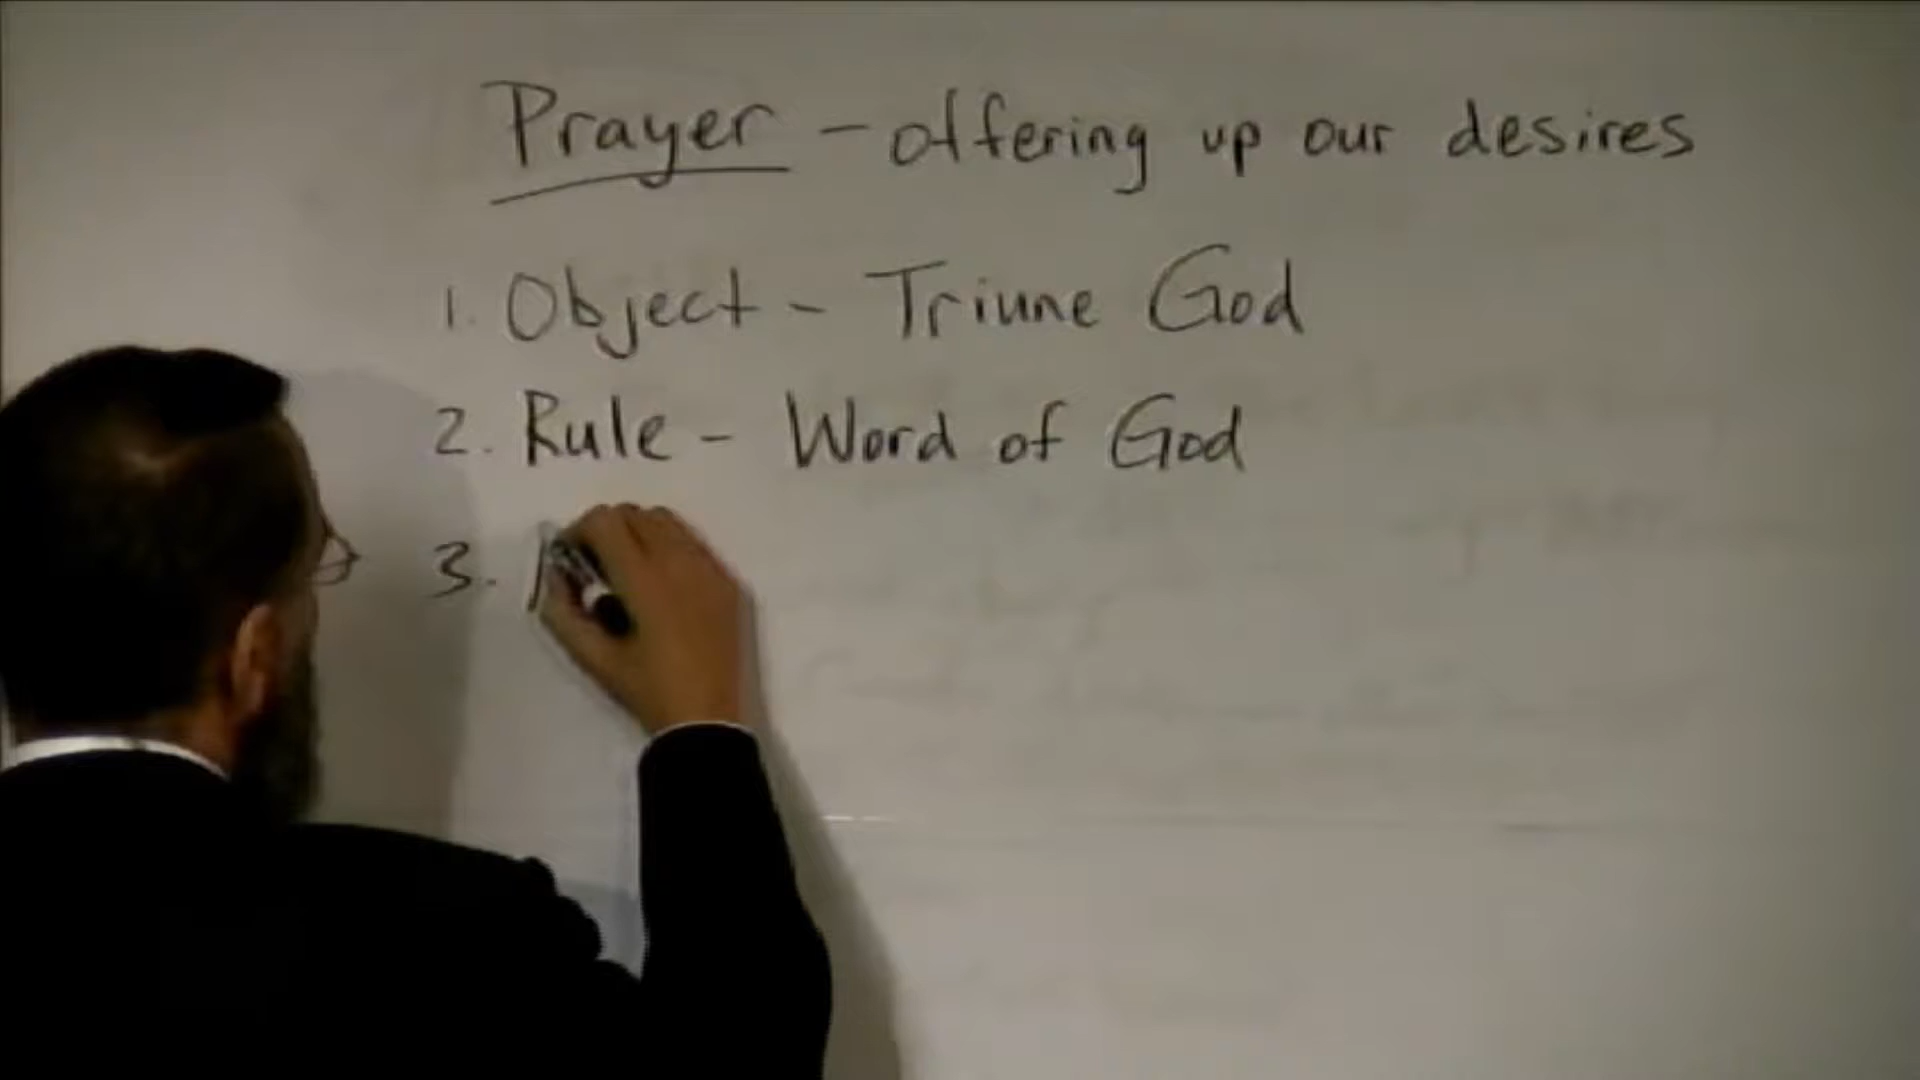 Prayer - offering up our desires
1. Object - Triune God
2. Rule - Word of God
3.